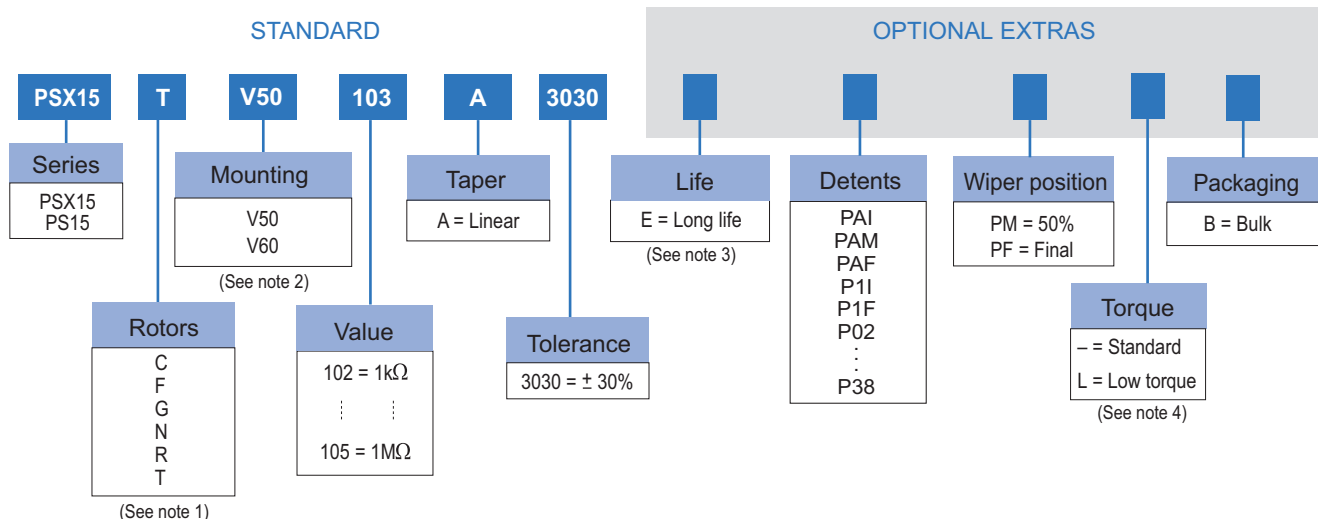 STANDARD
OPTIONAL EXTRAS
PSX15 T V50 103 A 3030
Series
PSX15
PS15
Mounting
V50
V60
(See note 2)
Taper
A = Linear
Life
E = Long life
(See note 3)
Detents
PAI
PAM
PAF
P1I
P1F
P02
:
:
P38
Wiper position
PM = 50%
PF = Final
Packaging
B = Bulk
Rotors
C
F
G
N
R
T
(See note 1)
Value
102 = 1kΩ
105 = 1MΩ
Tolerance
3030 = ± 30%
Torque
– = Standard
L = Low torque
(See note 4)